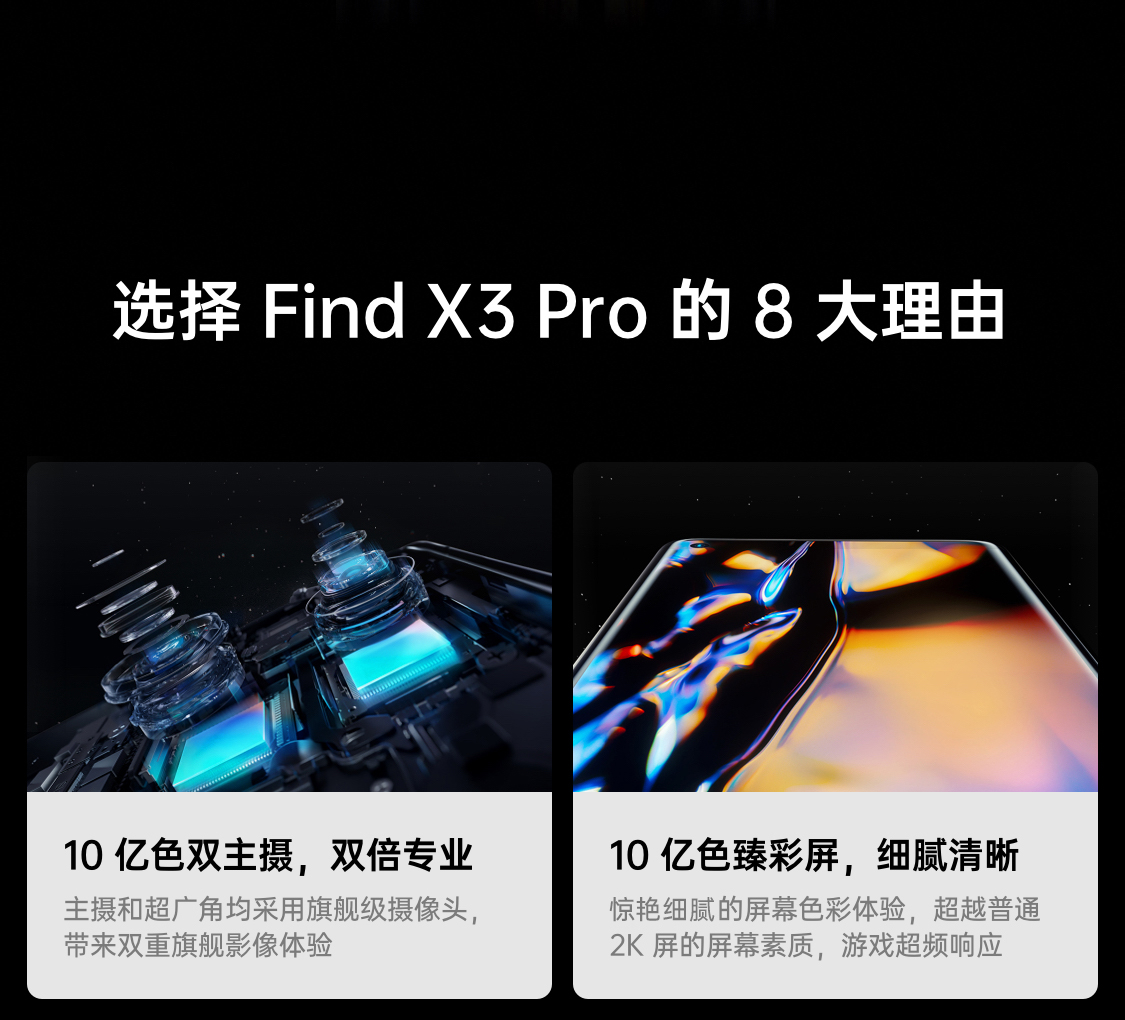 选择 Find X3 Pro 的 8 大理由
10 亿色双主摄，双倍专业
主摄和超广角均采用旗舰级摄像头，
带来双重旗舰影像体验
10 亿色臻彩屏，细腻清晰
惊艳细腻的屏幕色彩体验，超越普通
2K 屏的屏幕素质，游戏超频响应